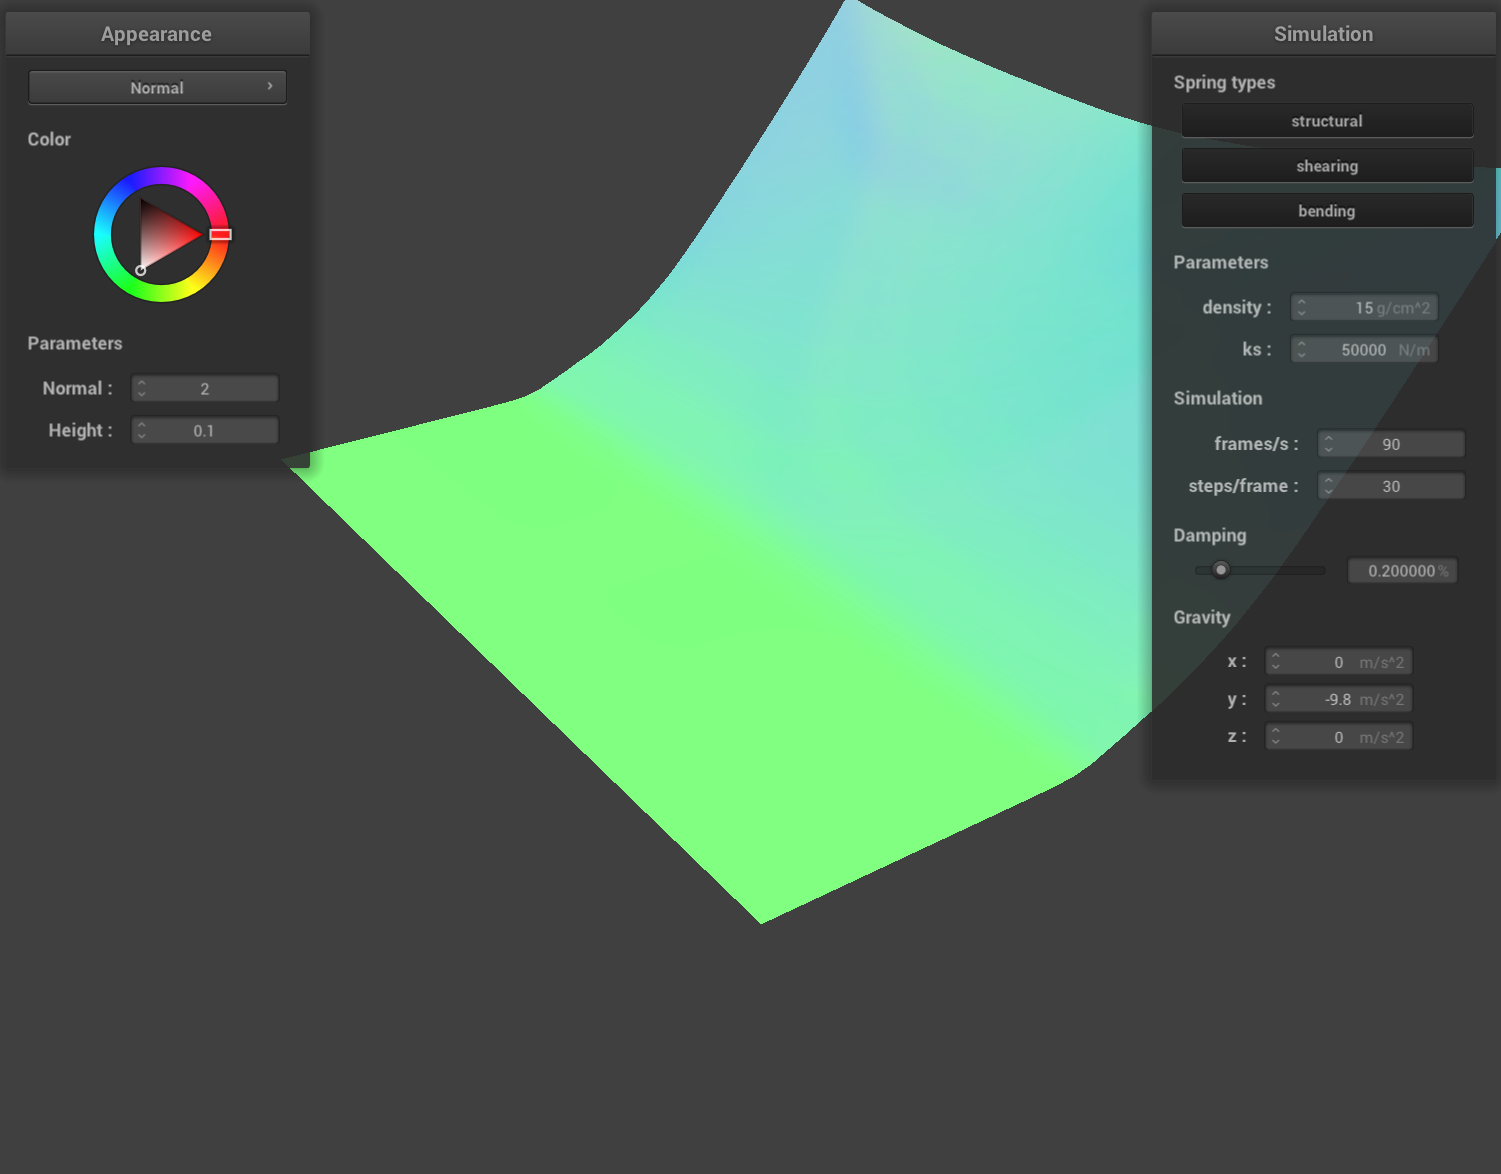 Appearance
Normal
Color
Parameters
Normal : 2
Height : 0.1
Simulation
Spring types
structural
shearing
bending
Parameters
density : 15 g/cm^2
ks : 50000 N/m
Simulation
frames/s : 90
steps/frame : 30
Damping
0.200000 %
Gravity
x : 0 m/s^2
y : -9.8 m/s^2
z : 0 m/s^2